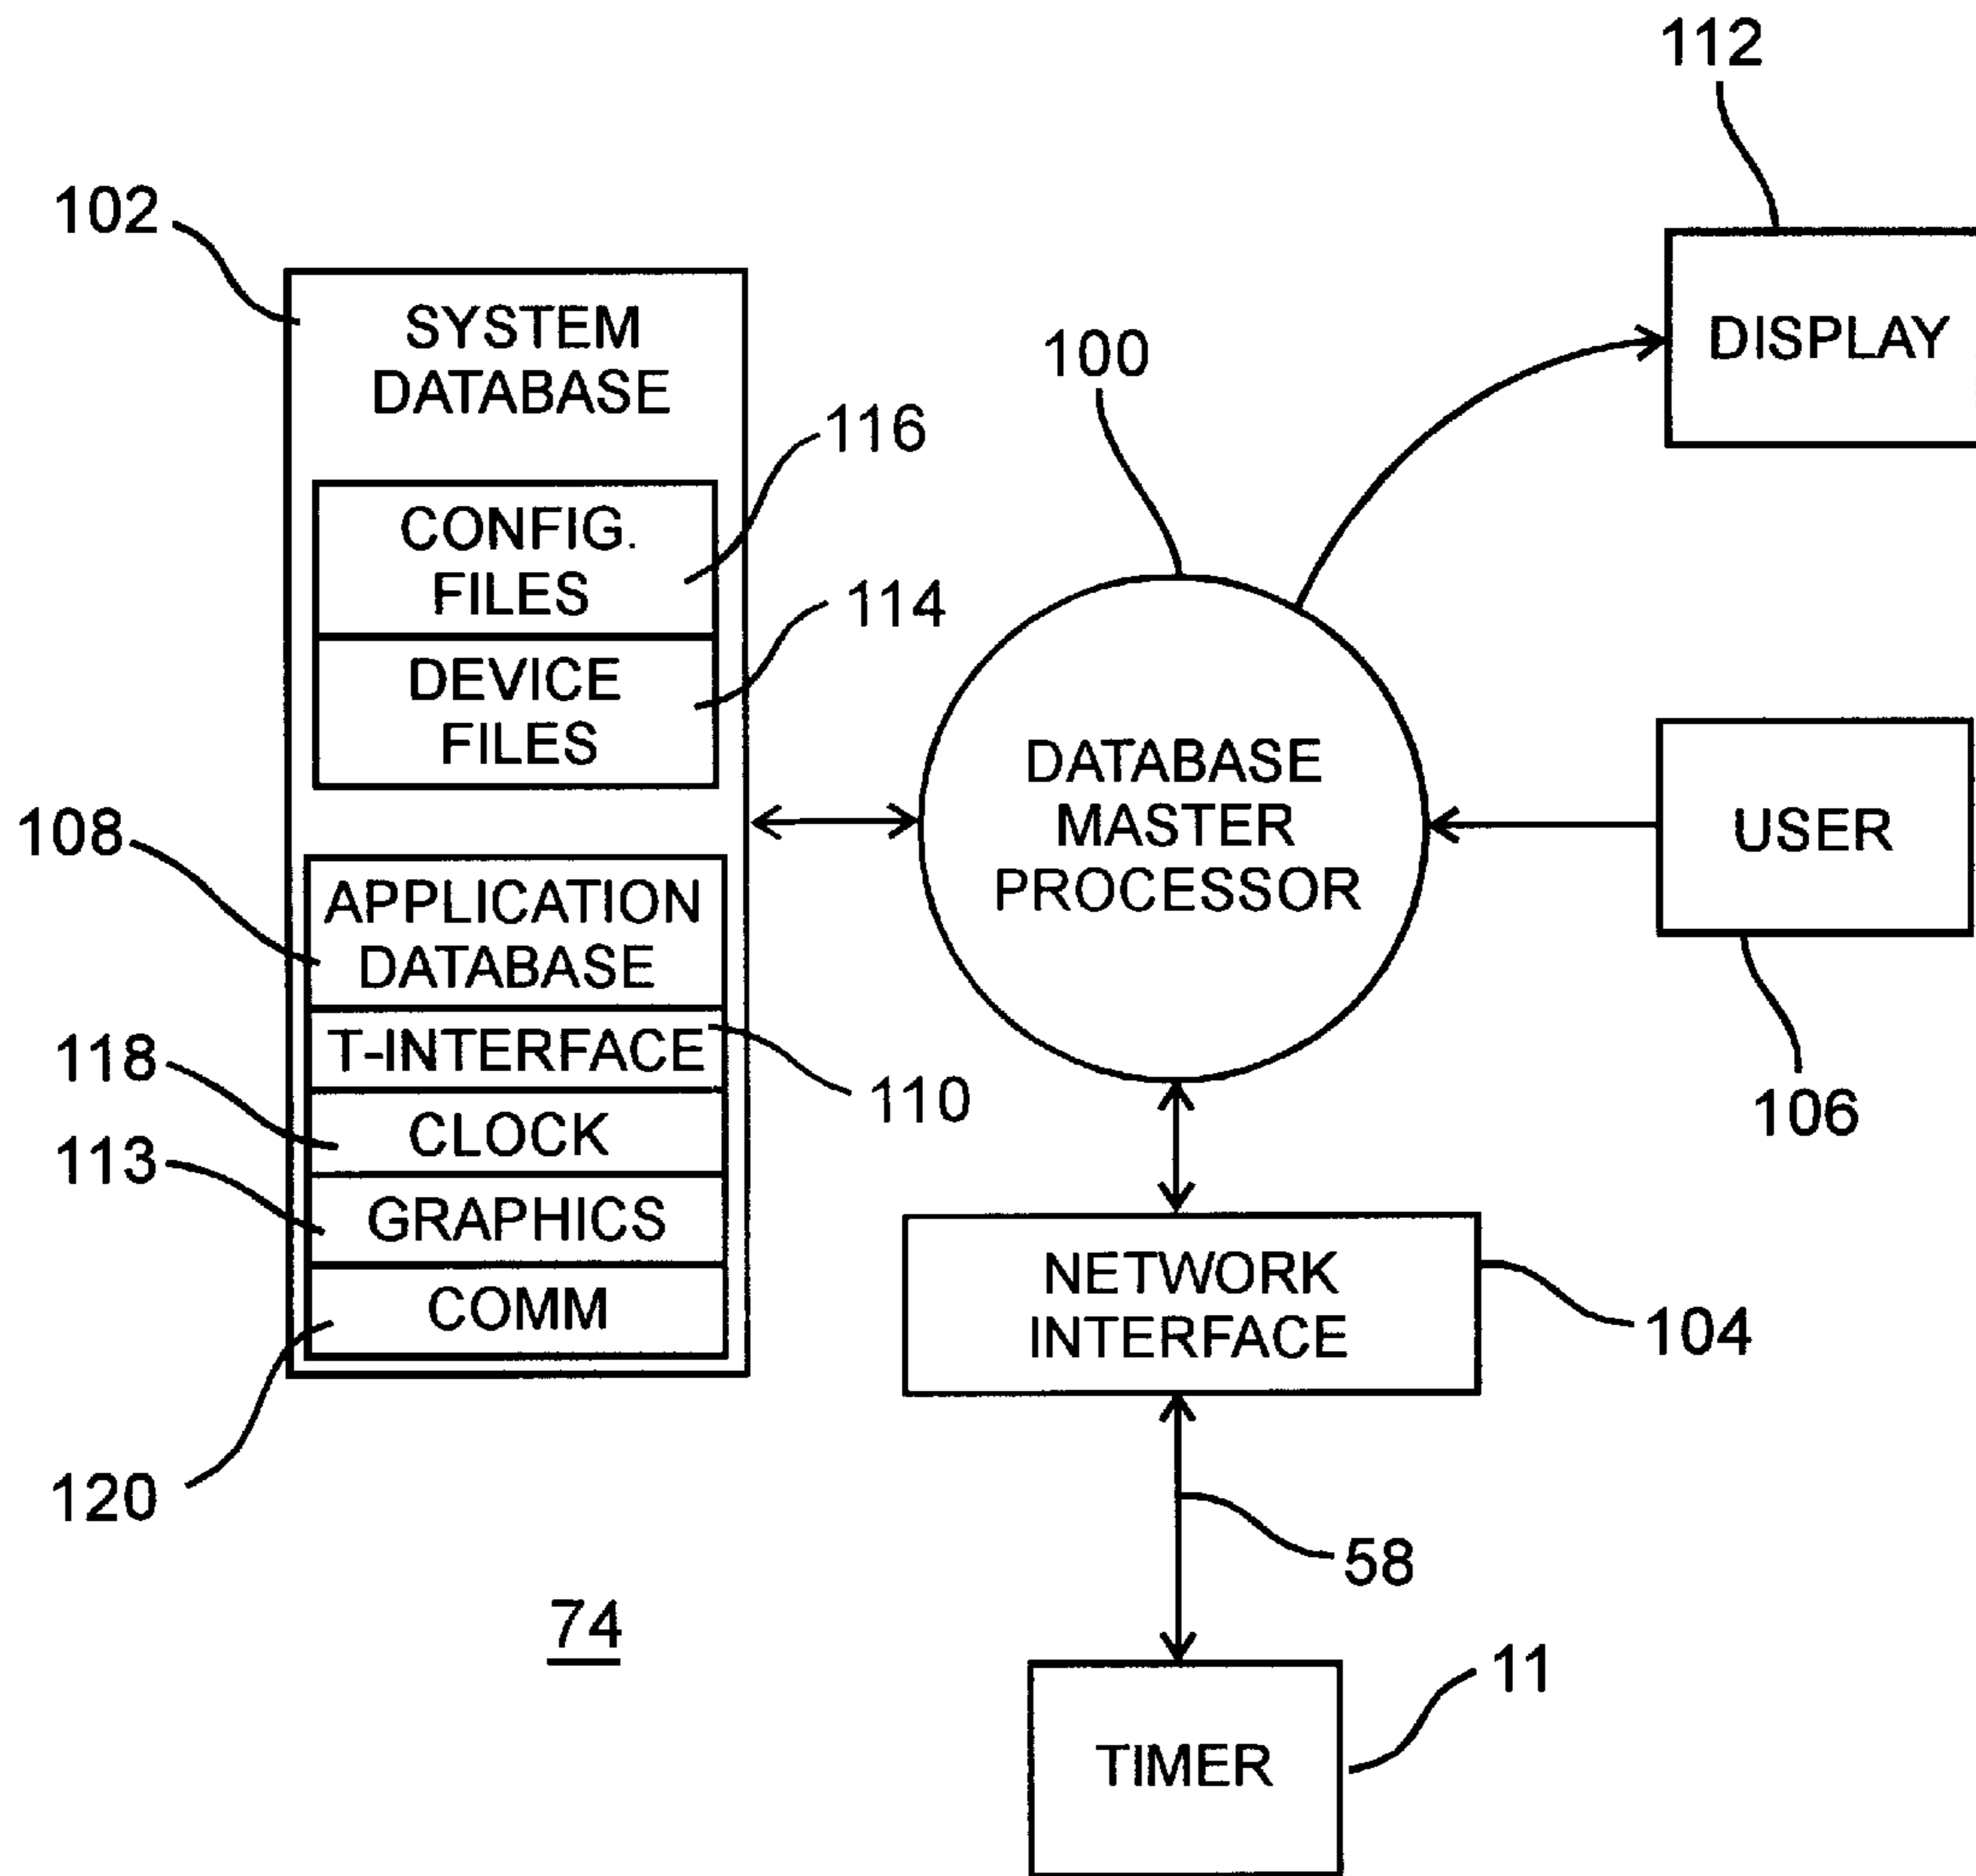 112
102
SYSTEM
DATABASE
100
DISPLAY
116
CONFIG.
FILES
114
DEVICE
FILES
DATABASE
MASTER
PROCESSOR
USER
108
APPLICATION
DATABASE
118
T-INTERFACE
110
106
113
CLOCK
GRAPHICS
COMM
NETWORK
INTERFACE
104
120
58
74
11
TIMER